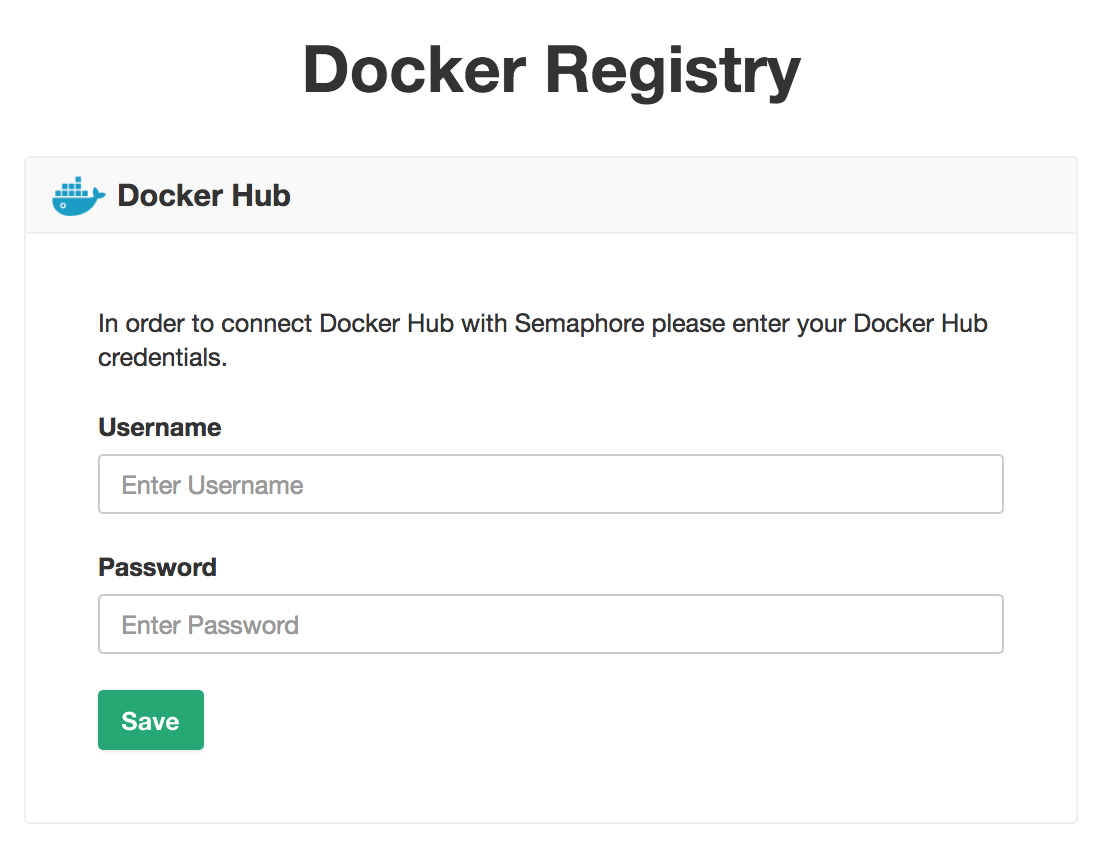 Docker Registry
Docker Hub
In order to connect Docker Hub with Semaphore please enter your Docker Hub
credentials.
Username
Enter Username
Password
Enter Password
Save